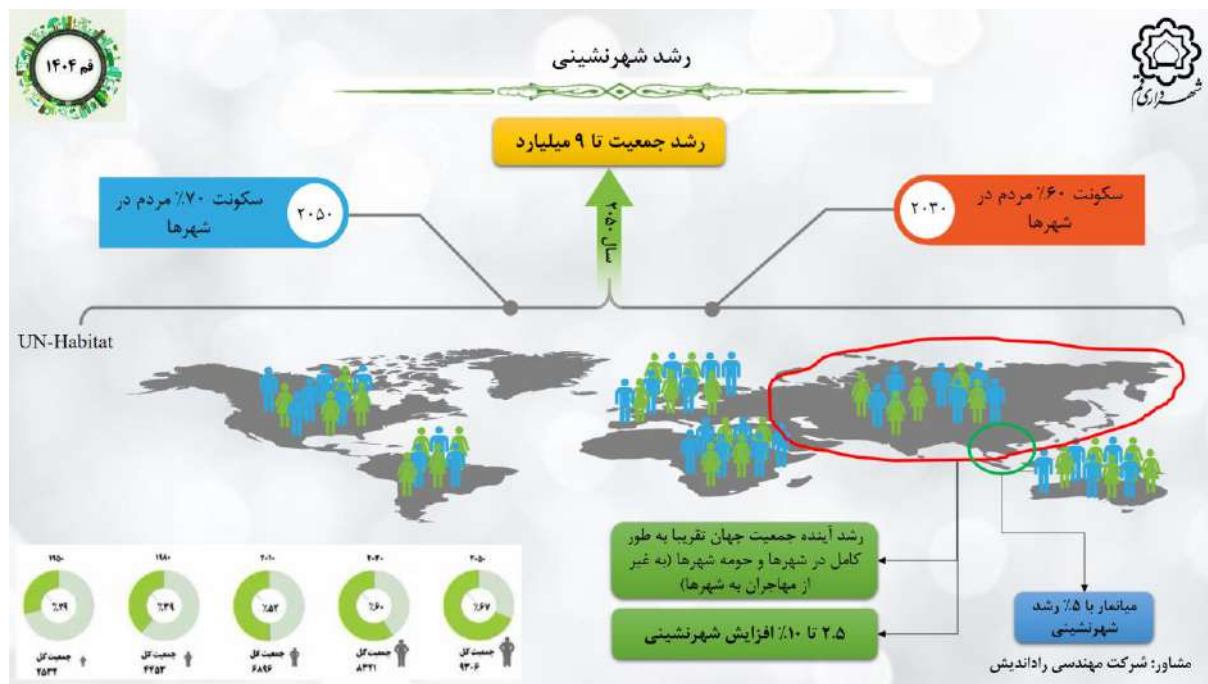 قم ۱۴۰۴
رشد شهرنشینی
شهرداری قم
رشد جمعیت تا ۹ میلیارد
سکونت ۶۰٪ مردم در
شهرها
۲۰۳۰
سکونت ۷۰٪ مردم در
شهرها
۲۰۵۰
سال ۲۰۵۰
UN-Habitat
رشد آینده جمعیت جهان تقریبا به طور
کامل در شهرها و حومه شهرها (به غیر
از مهاجران به شهرها)
۲.۵ تا ۱۰٪ افزایش شهرنشینی
میانمار با ۵٪ رشد
شهرنشینی
۱۹۵۰
٪۲۹
جمعیت کل
۲۵۳۴
۱۹۸۰
٪۳۹
جمعیت کل
۴۴۵۳
۲۰۱۰
٪۵۲
جمعیت کل
۶۸۹۶
۲۰۳۰
٪۶۰
جمعیت کل
۸۳۲۱
۲۰۵۰
٪۶۷
جمعیت کل
۹۳۰۶
مشاور: شرکت مهندسی راداندیش